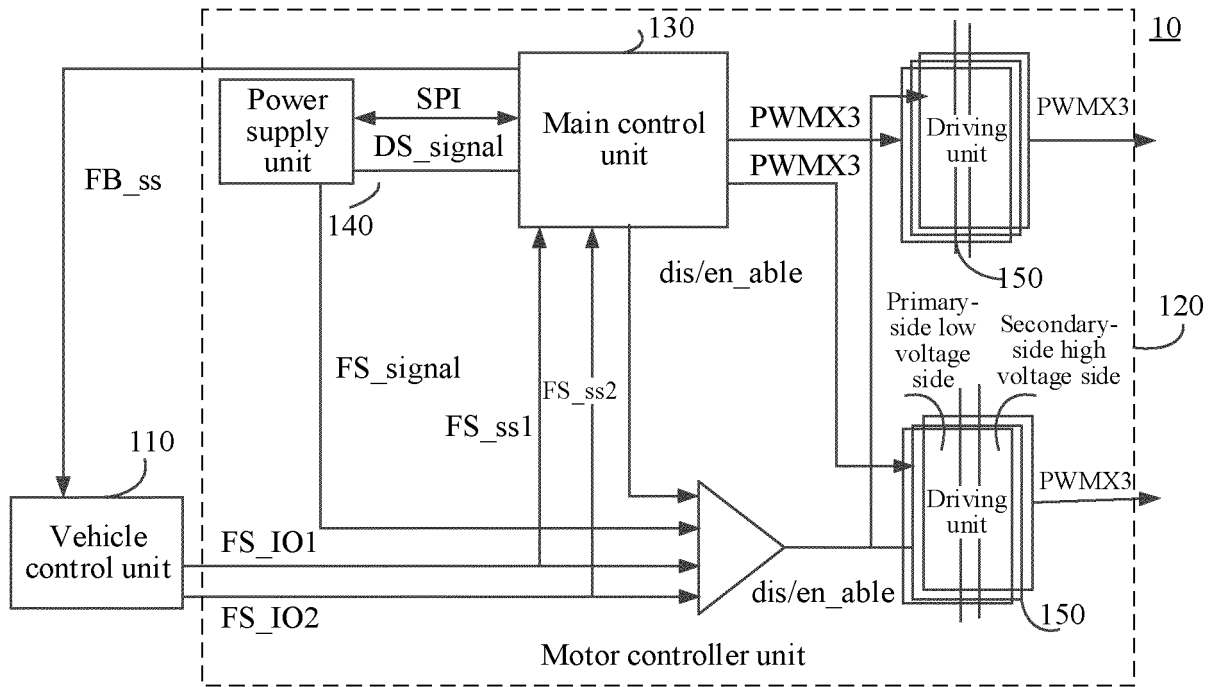 10
130
Power
supply
unit
SPI
DS_signal
140
Main control
unit
PWMX3
PWMX3
Driving
unit
PWMX3
150
FB_ss
dis/en_able
120
Primary-
side low
voltage
side
Secondary-
side high
voltage side
FS_signal
FS_ss2
FS_ss1
110
Vehicle
control unit
FS_IO1
FS_IO2
Driving
unit
PWMX3
dis/en_able
150
Motor controller unit